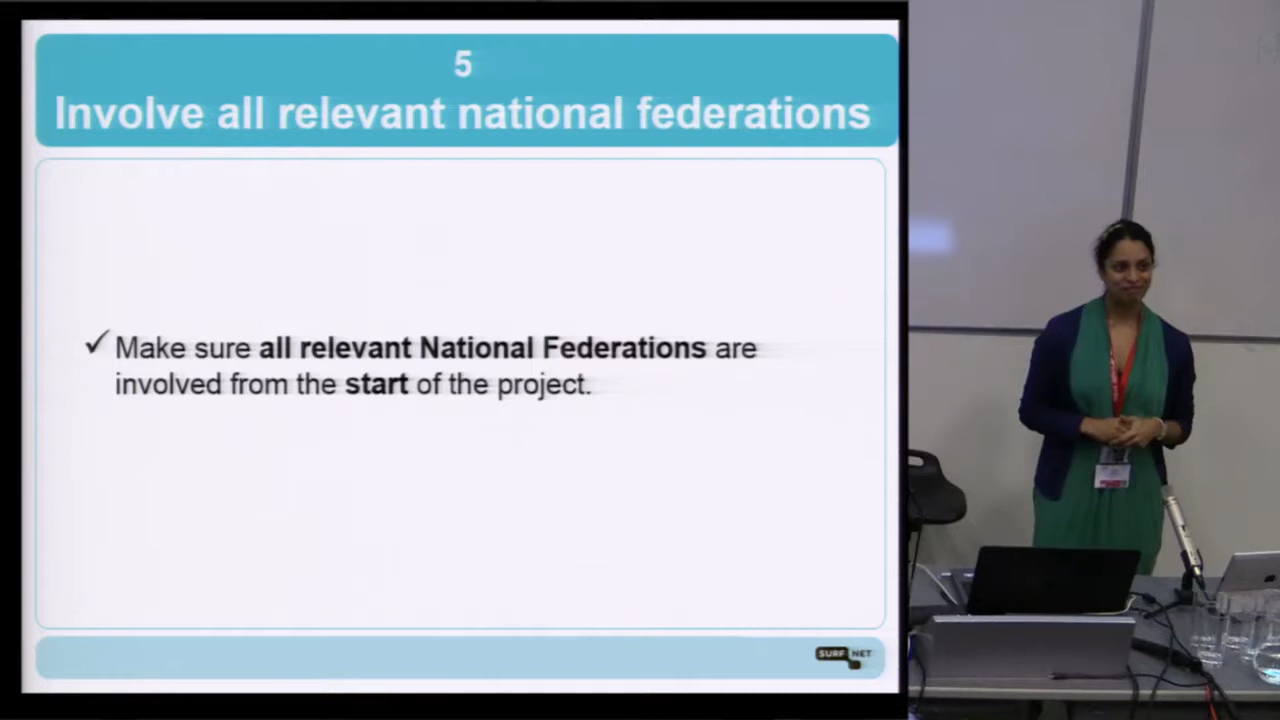 5
Involve all relevant national federations
✓ Make sure all relevant National Federations are
involved from the start of the project.
SURF NET